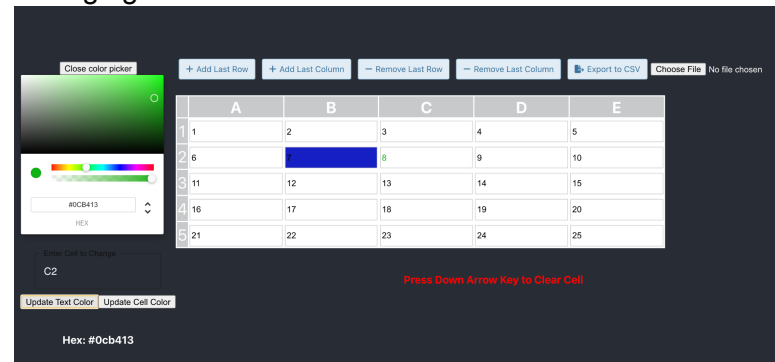 Close color picker
+ Add Last Row + Add Last Column − Remove Last Row − Remove Last Column Export to CSV Choose File No file chosen
A B C D E
1 1 2 3 4 5
2 6 7 8 9 10
3 11 12 13 14 15
4 16 17 18 19 20
5 21 22 23 24 25
#0CB413
HEX
Enter Cell to Change
C2
Press Down Arrow Key to Clear Cell
Update Text Color Update Cell Color
Hex: #0cb413